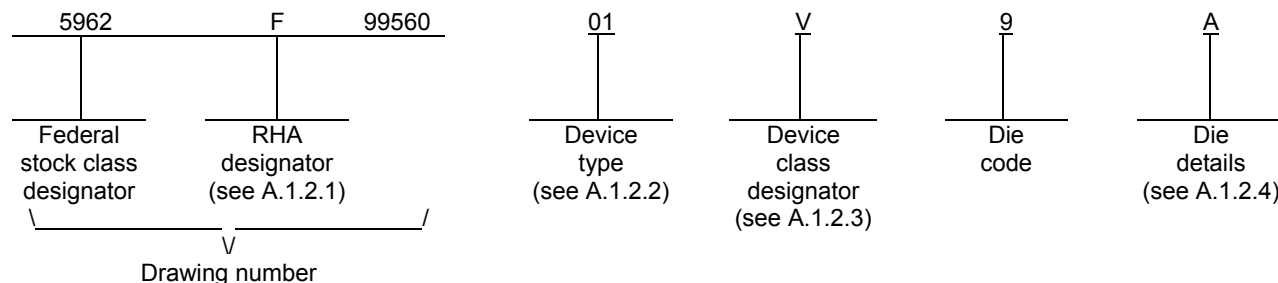 5962 F 99560 01 V 9 A
Federal RHA Device Device Die Die
stock class designator type class code details
designator (see A.1.2.1) (see A.1.2.2) designator (see A.1.2.4)
(see A.1.2.3)
\ /
\/
Drawing number